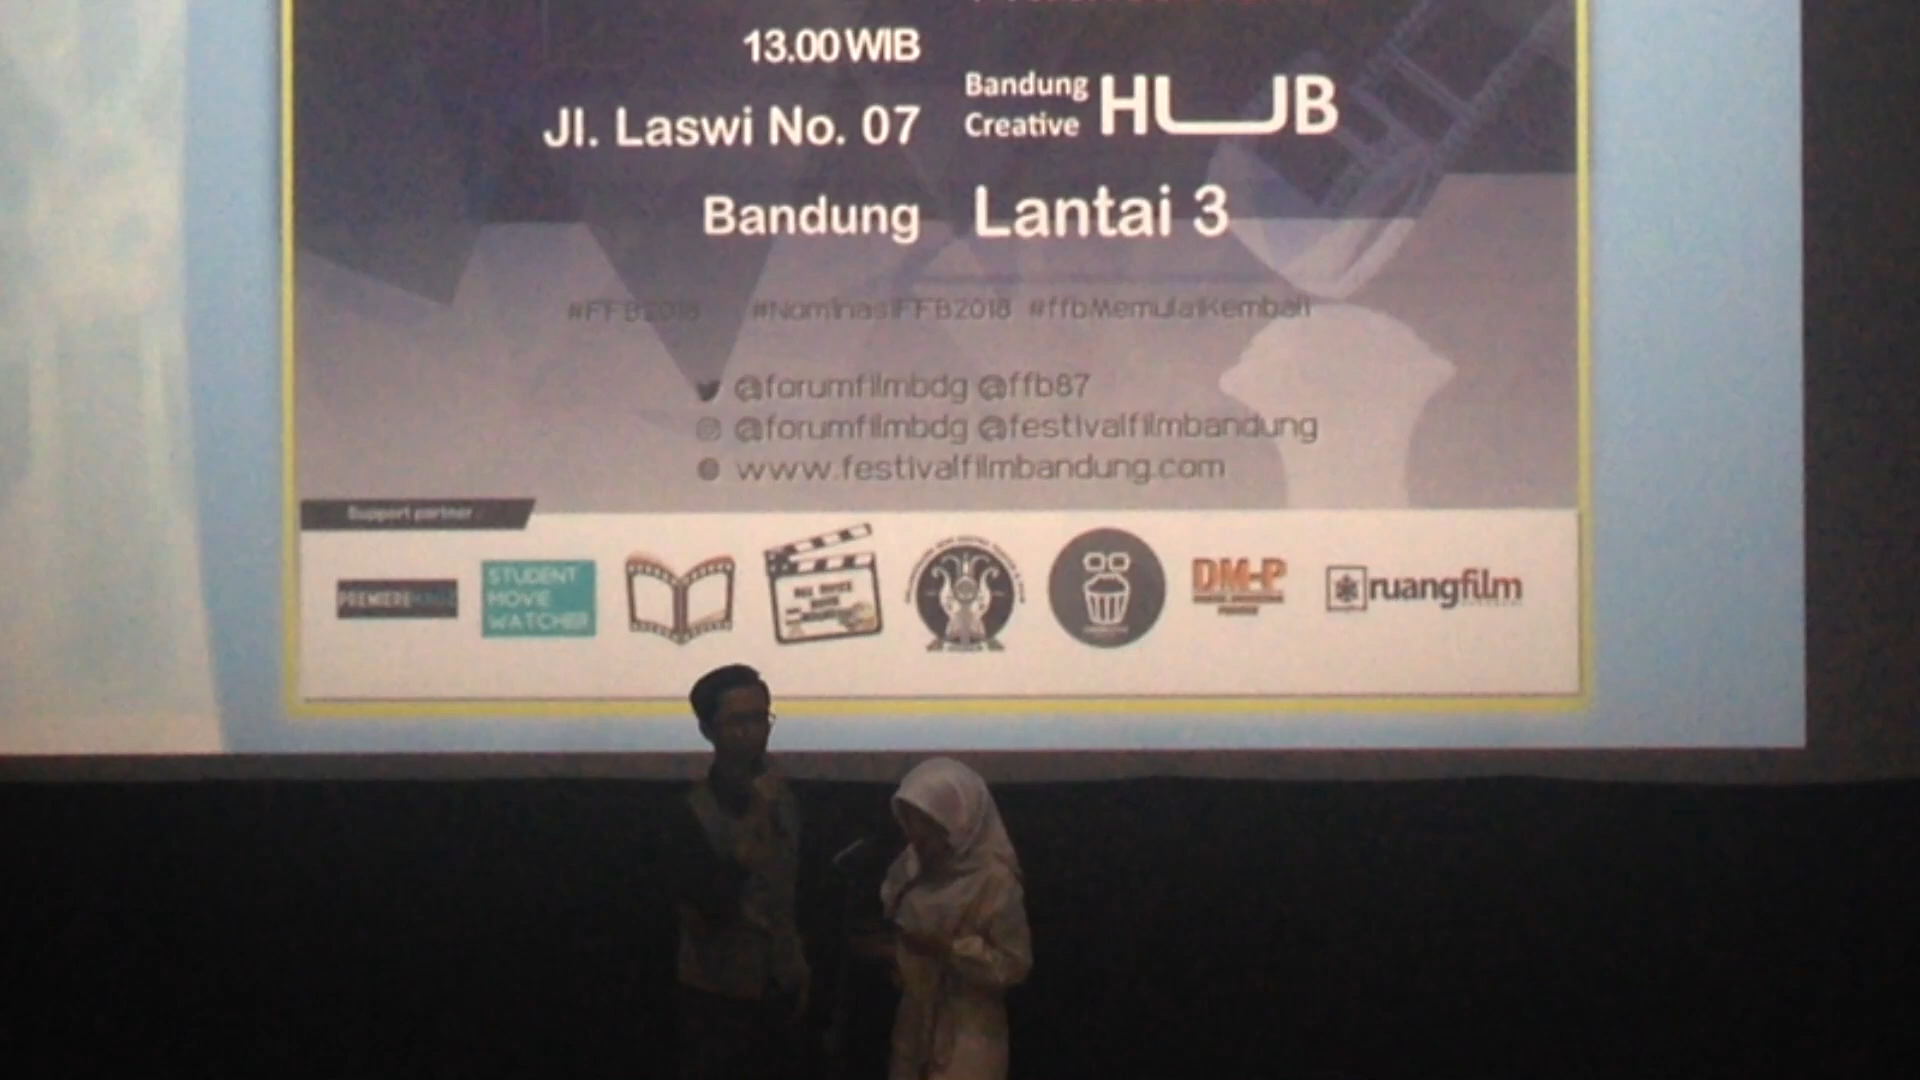 13.00 WIB
Jl. Laswi No. 07
Bandung
Bandung
Creative HUB
Lantai 3
#FFB2018 #NominasiFFB2018 #ffbMemulaiKembali
@forumfilmbdg @ffb87
@forumfilmbdg @festivalfilmbandung
www.festivalfilmbandung.com
Support partner
PREMIERE
STUDENT
MOVE
WATCHER
DM-P
ruangfilm